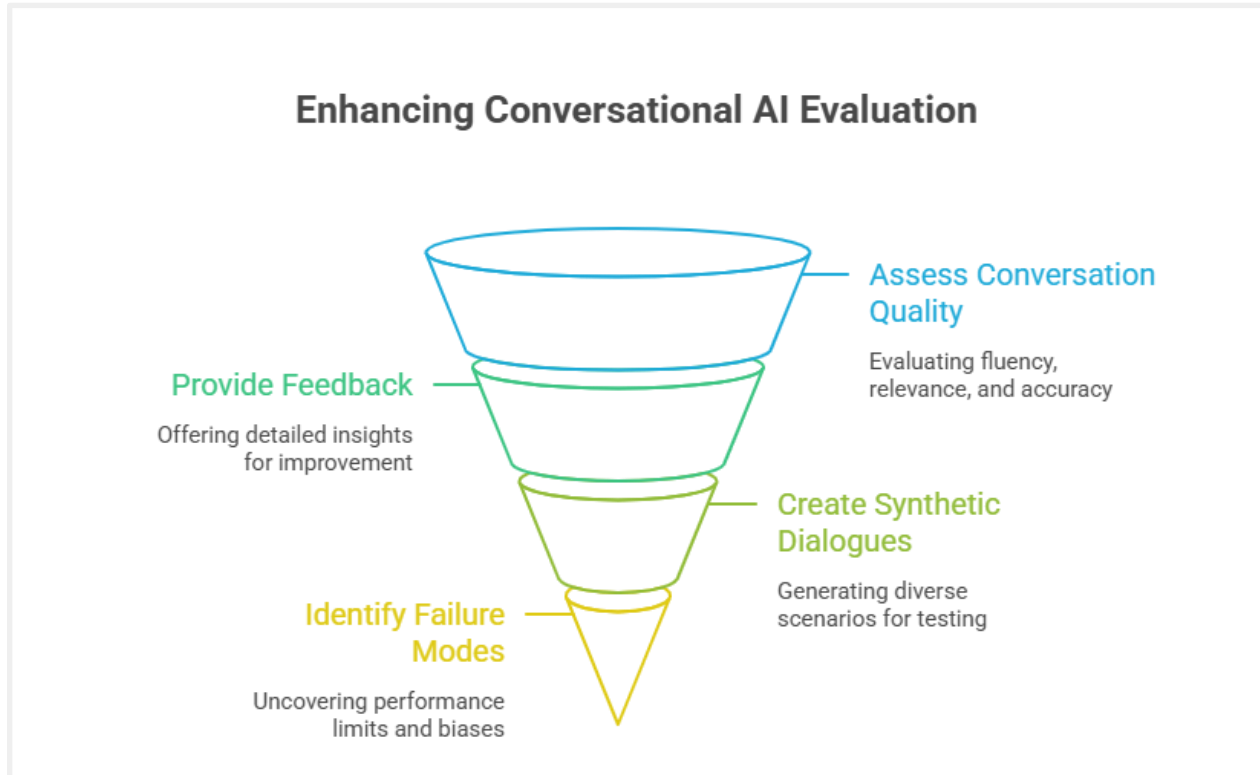 Enhancing Conversational AI Evaluation
Assess Conversation
Quality
Evaluating fluency,
relevance, and accuracy
Provide Feedback
Offering detailed insights
for improvement
Create Synthetic
Dialogues
Generating diverse
scenarios for testing
Identify Failure
Modes
Uncovering performance
limits and biases